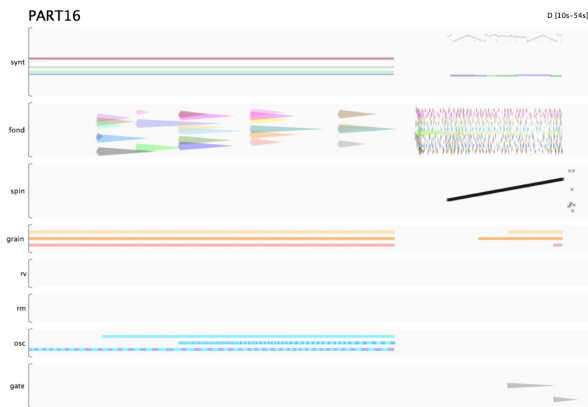 PART16
D [10s-54s]
synt
fond
spin
grain
rv
rm
osc
gate